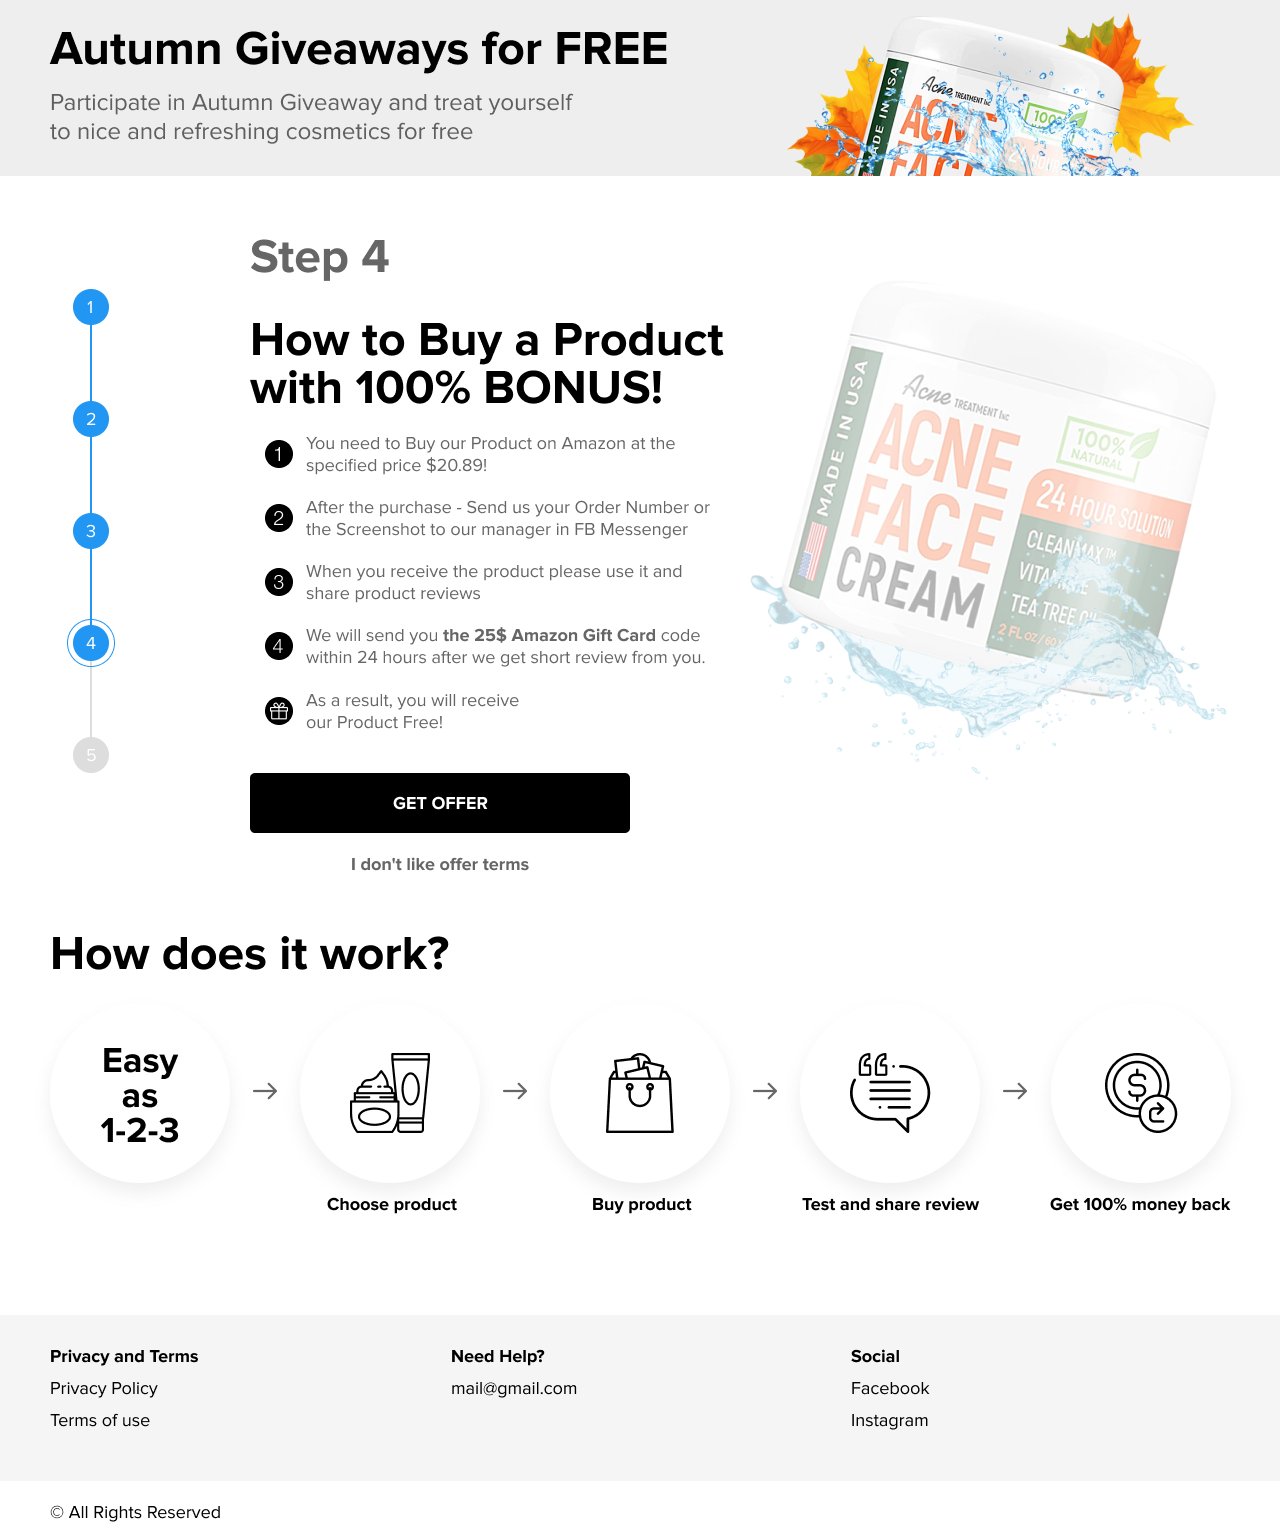 Autumn Giveaways for FREE
Participate in Autumn Giveaway and treat yourself
to nice and refreshing cosmetics for free
MADE IN USA
Acne TREATMENT Inc
ACNE
FACE
100%
Step 4
1
2
3
4
5
How to Buy a Product
with 100% BONUS!
1 You need to Buy our Product on Amazon at the
specified price $20.89!
2 After the purchase - Send us your Order Number or
the Screenshot to our manager in FB Messenger
3 When you receive the product please use it and
share product reviews
4 We will send you the 25$ Amazon Gift Card code
within 24 hours after we get short review from you.
As a result, you will receive
our Product Free!
GET OFFER
I don't like offer terms
MADE IN USA
Acne TREATMENT Inc
ACNE
FACE
CREAM
100%
NATURAL
24 HOUR SOLUTION
CLEANMAX™
TEA TREE
2 FL OZ / 60
How does it work?
Easy
as
1-2-3
Choose product
Buy product
Test and share review
Get 100% money back
Privacy and Terms
Privacy Policy
Terms of use
Need Help?
mail@gmail.com
Social
Facebook
Instagram
© All Rights Reserved